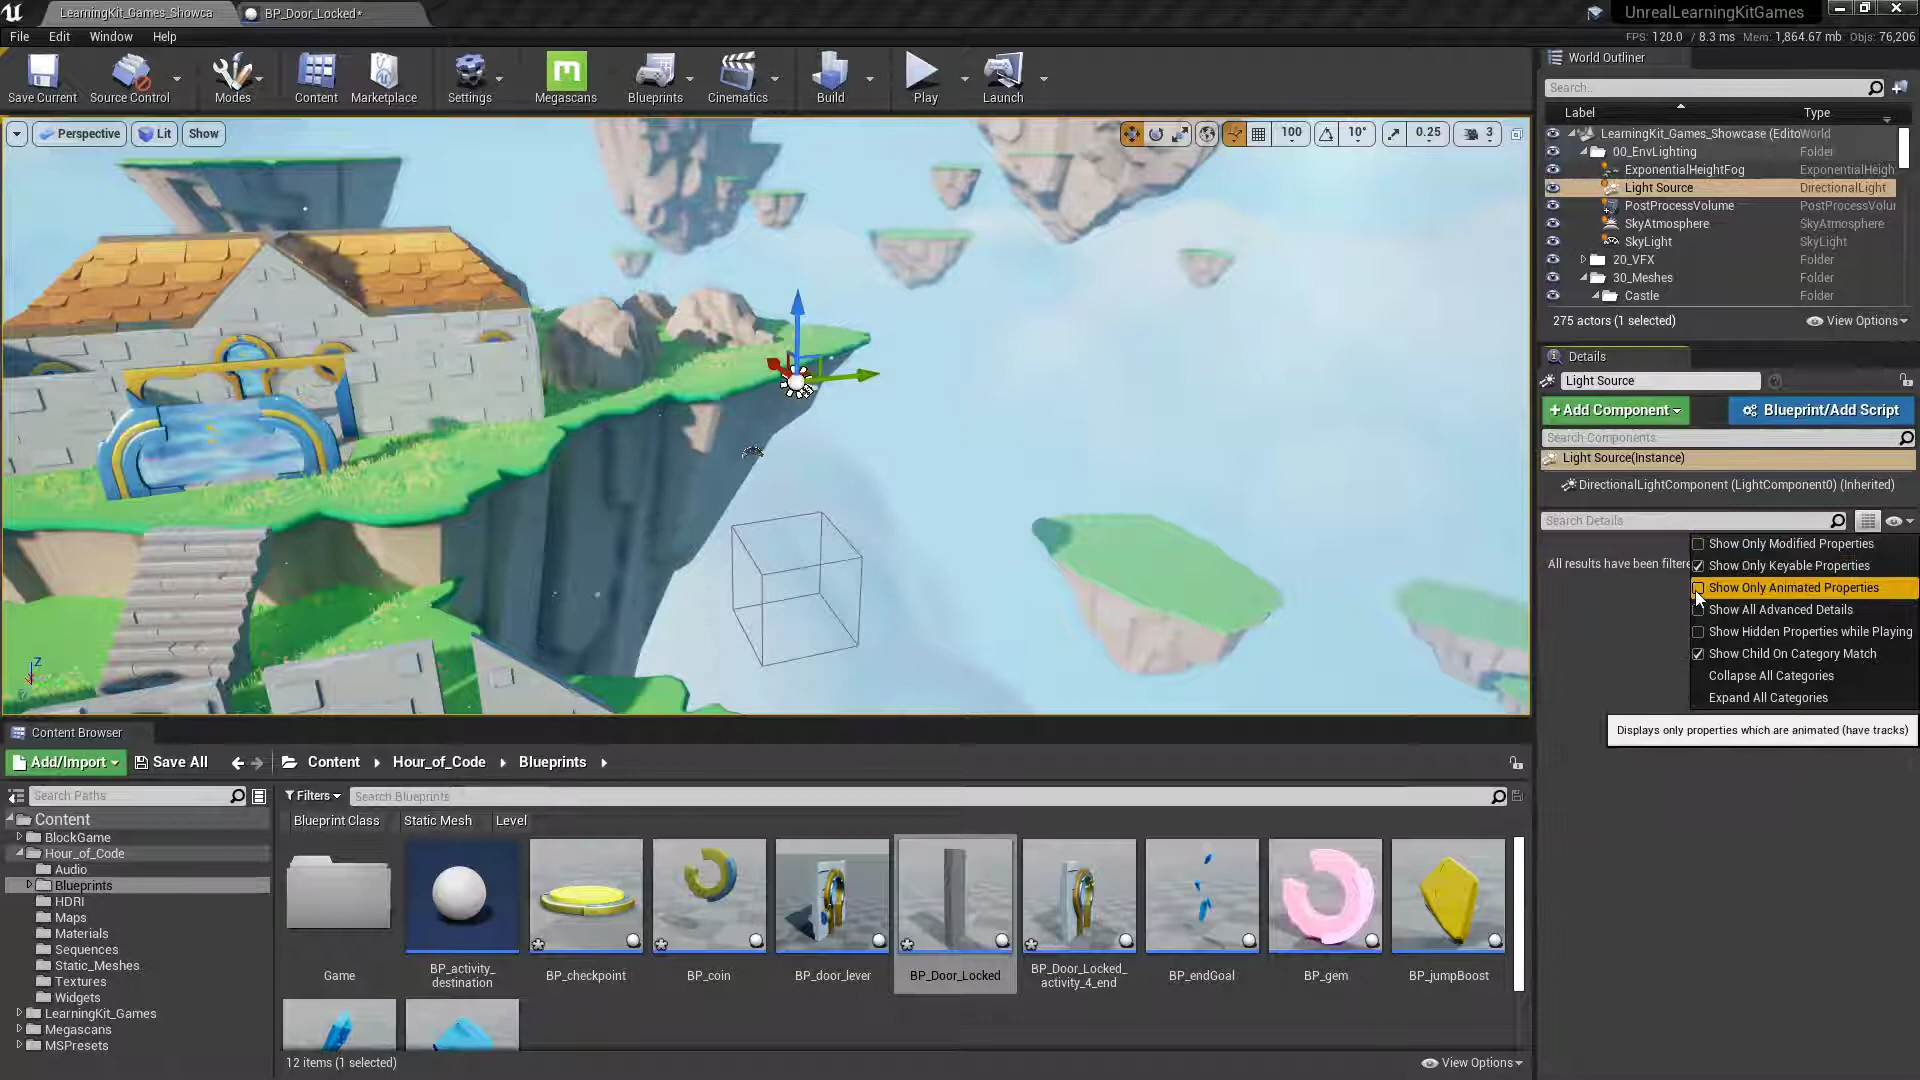 LearningKit_Games_Showca
BP_Door_Locked*
UnrealLearningKitGames
File Edit Window Help
FPS: 120.0 / 8.3 ms Mem: 1,864.67 mb Objs: 76,206
Save Current
Source Control
Modes
Content
Marketplace
Settings
Megascans
Blueprints
Cinematics
Build
Play
Launch
Perspective Lit Show
100 10° 0.25 3
World Outliner
Search..
Label Type
LearningKit_Games_Showcase (Edito World
00_EnvLighting Folder
ExponentialHeightFog ExponentialHeigh
Light Source DirectionalLight
PostProcessVolume PostProcessVolu
SkyAtmosphere SkyAtmosphere
SkyLight SkyLight
20_VFX Folder
30_Meshes Folder
Castle Folder
275 actors (1 selected) View Options
Details
Light Source
+Add Component Blueprint/Add Script
Search Components
Light Source(Instance)
DirectionalLightComponent (LightComponent0) (Inherited)
Search Details
All results have been filtere
Show Only Modified Properties
Show Only Keyable Properties
Show Only Animated Properties
Show All Advanced Details
Show Hidden Properties while Playing
Show Child On Category Match
Collapse All Categories
Expand All Categories
Displays only properties which are animated (have tracks)
Content Browser
Add/Import Save All Content Hour_of_Code Blueprints
Search Paths
Filters Search Blueprints
Blueprint Class Static Mesh Level
Content
BlockGame
Hour_of_Code
Audio
Blueprints
HDRI
Maps
Materials
Sequences
Static_Meshes
Textures
Widgets
LearningKit_Games
Megascans
MSPresets
Game
BP_activity_
destination
BP_checkpoint
BP_coin
BP_door_lever
BP_Door_Locked
BP_Door_Locked_
activity_4_end
BP_endGoal
BP_gem
BP_jumpBoost
12 items (1 selected) View Options
Z